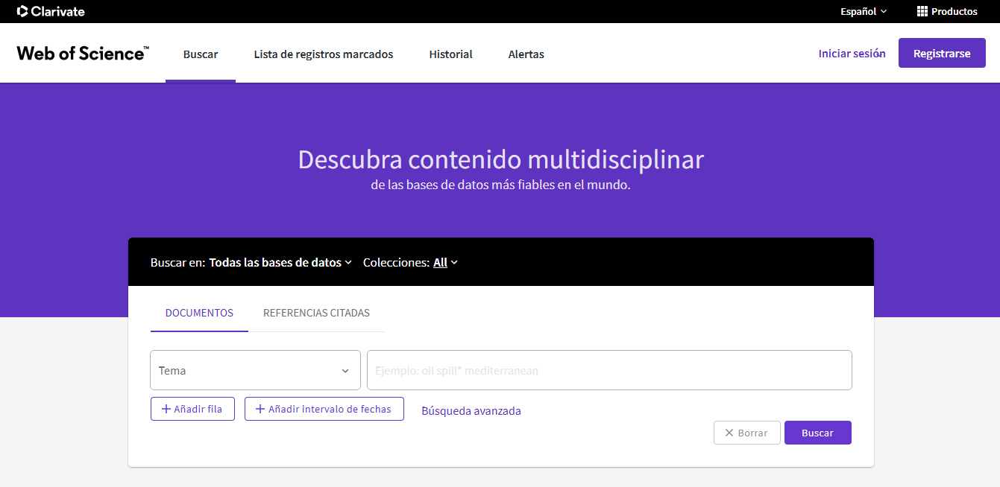 Clarivate
Español
Productos
Web of Science™
Buscar
Lista de registros marcados
Historial
Alertas
Iniciar sesión
Registrarse
Descubra contenido multidisciplinar
de las bases de datos más fiables en el mundo.
Buscar en: Todas las bases de datos
Colecciones: All
DOCUMENTOS
REFERENCIAS CITADAS
Tema
Ejemplo: oil spill* mediterranean
+ Añadir fila
+ Añadir intervalo de fechas
Búsqueda avanzada
× Borrar
Buscar